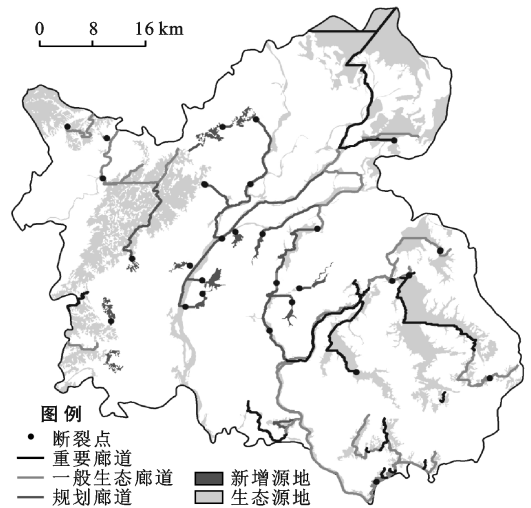 0 8 16 km
图例
断裂点
重要廊道
一般生态廊道
规划廊道
新增源地
生态源地